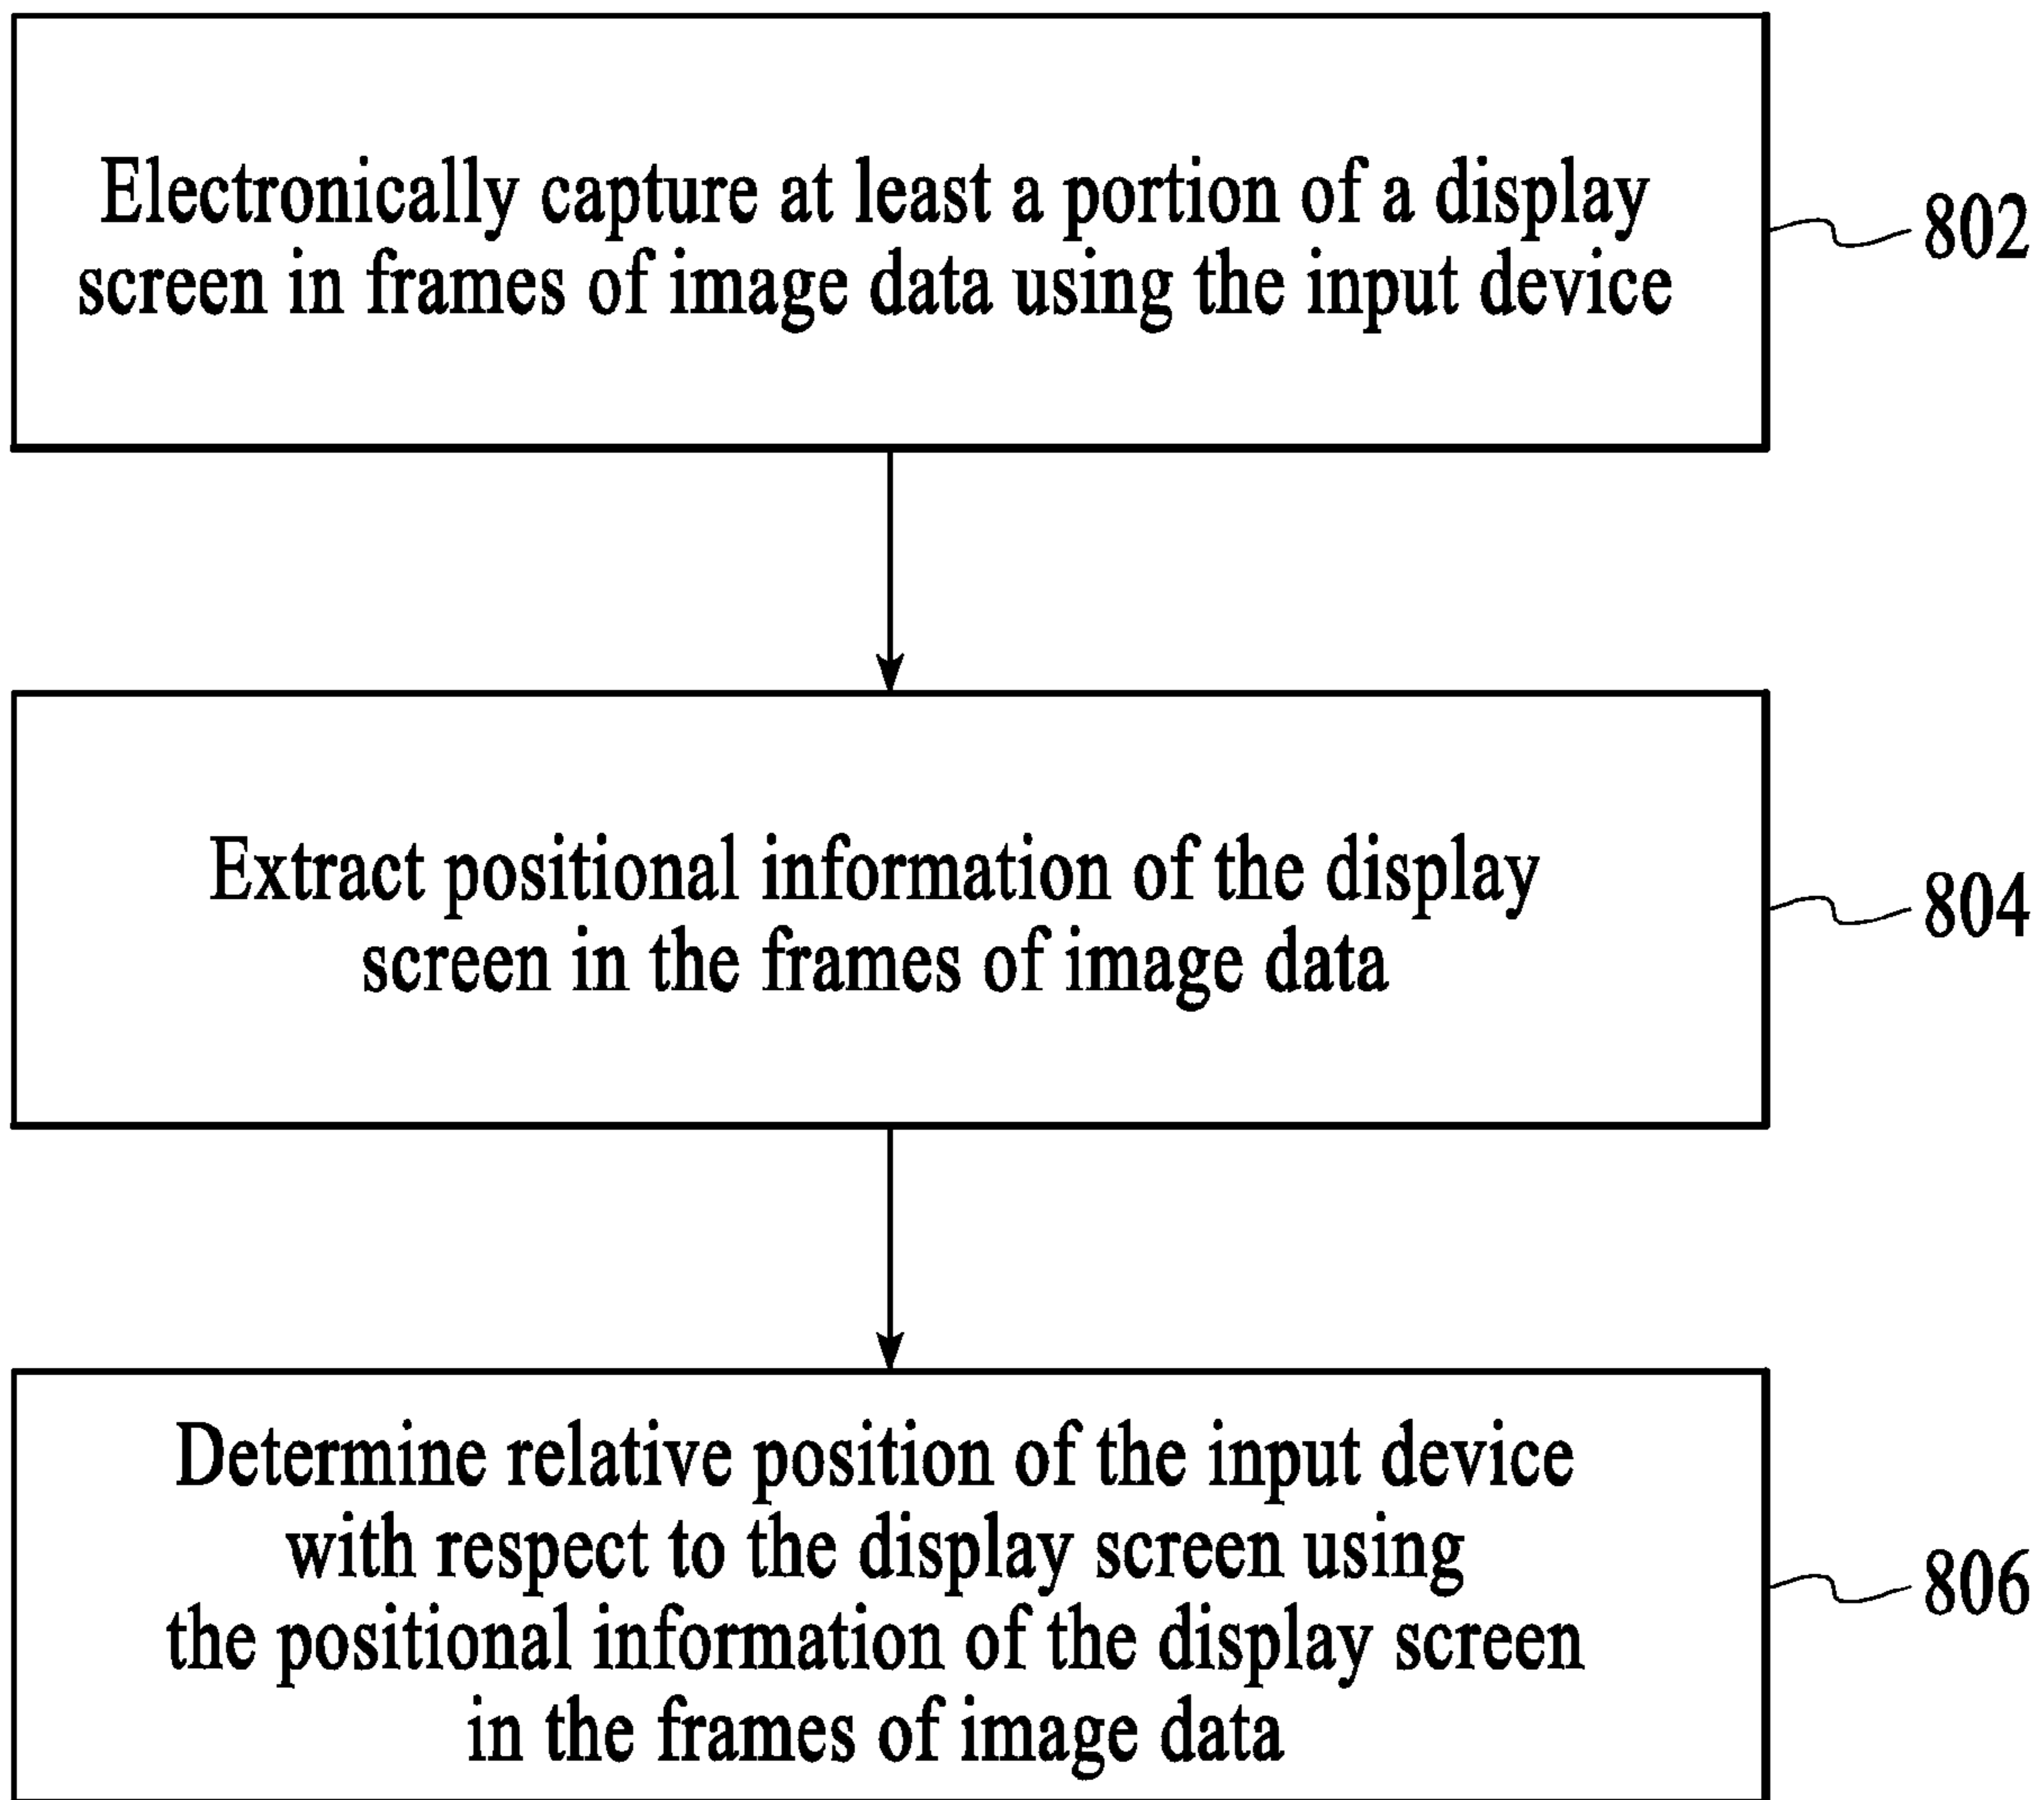 Electronically capture at least a portion of a display
screen in frames of image data using the input device
802
Extract positional information of the display
screen in the frames of image data
804
Determine relative position of the input device
with respect to the display screen using
the positional information of the display screen
in the frames of image data
806